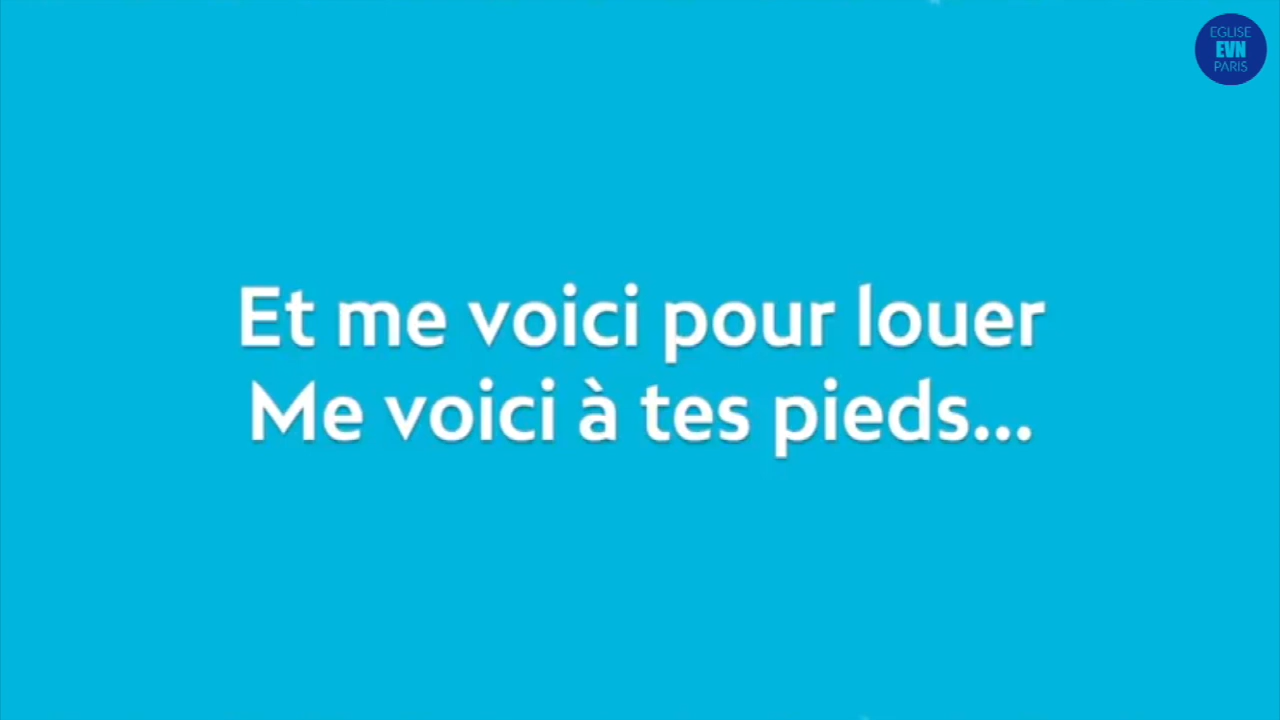 EGLISE
EVN
PARIS
Et me voici pour louer
Me voici à tes pieds...